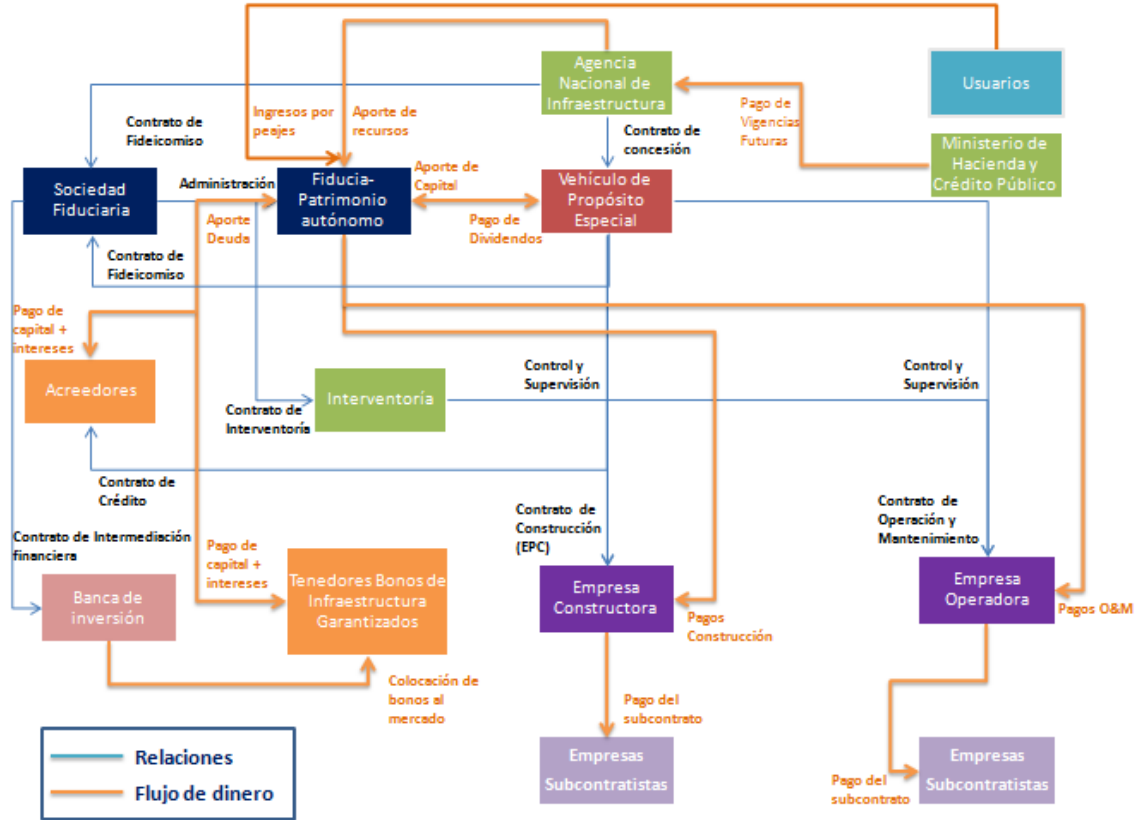 Agencia
Nacional de
Infraestructura
Usuarios
Ingresos por
peajes
Aporte de
recursos
Pago de
Vigencias
Futuras
Contrato de
Fideicomiso
Contrato de
concesión
Ministerio de
Hacienda y
Crédito Público
Sociedad
Fiduciaria
Administración
Fiducia-
Patrimonio
autónomo
Aporte de
Capital
Pago de
Dividendos
Vehículo de
Propósito
Especial
Aporte
Deuda
Contrato de
Fideicomiso
Pago de
capital +
intereses
Acreedores
Interventoría
Control y
Supervisión
Control y
Supervisión
Contrato de
Interventoría
Contrato de
Crédito
Contrato de
Construcción
(EPC)
Contrato de
Operación y
Mantenimiento
Contrato de Intermediación
financiera
Pago de
capital +
intereses
Banca de
inversión
Tenedores Bonos de
Infraestructura
Garantizados
Empresa
Constructora
Pagos
Construcción
Empresa
Operadora
Pagos O&M
Colocación de
bonos al
mercado
Pago del
subcontrato
Relaciones
Flujo de dinero
Empresas
Subcontratistas
Pago del
subcontrato
Empresas
Subcontratistas